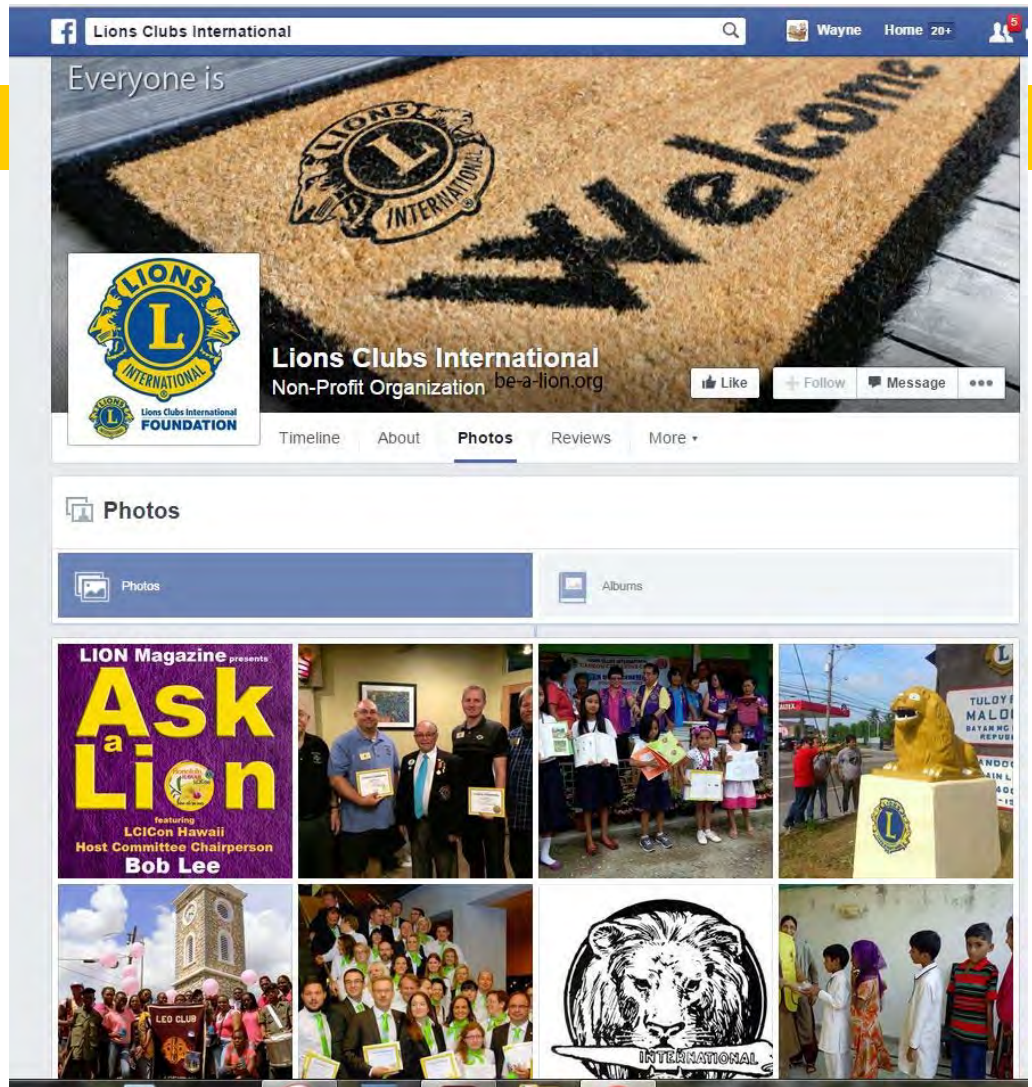 Lions Clubs International
Wayne
Home 20+
5
Everyone is
LIONS
L
INTERNATIONAL
Welcome
LIONS
L
INTERNATIONAL
LIONS
Lions Clubs International
FOUNDATION
Lions Clubs International
Non-Profit Organization be-a-lion.org
Like
Follow
Message
Timeline
About
Photos
Reviews
More
Photos
Photos
Albums
LION Magazine presents
Ask
a
Lion
featuring
LCICon Hawaii
Host Committee Chairperson
Bob Lee
L
TULOY
LEO CLUB
INTERNATIONAL